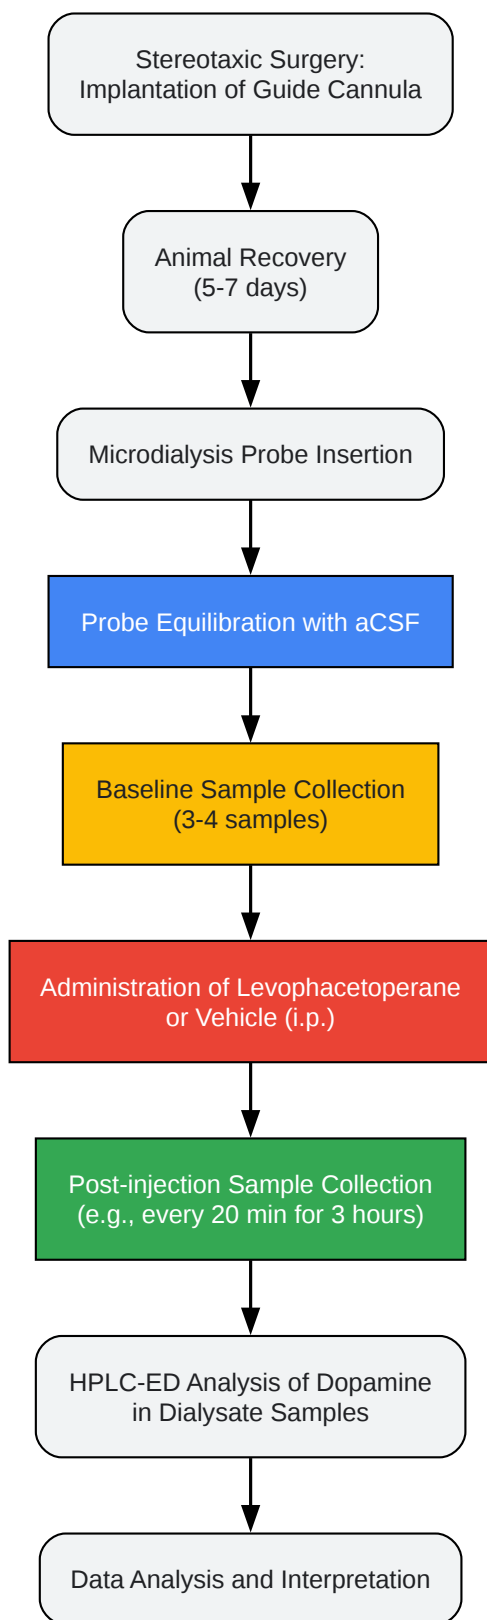 Stereotaxic Surgery:
Implantation of Guide Cannula
Animal Recovery
(5-7 days)
Microdialysis Probe Insertion
Probe Equilibration with aCSF
Baseline Sample Collection
(3-4 samples)
Administration of Levophacetoperane
or Vehicle (i.p.)
Post-injection Sample Collection
(e.g., every 20 min for 3 hours)
HPLC-ED Analysis of Dopamine
in Dialysate Samples
Data Analysis and Interpretation